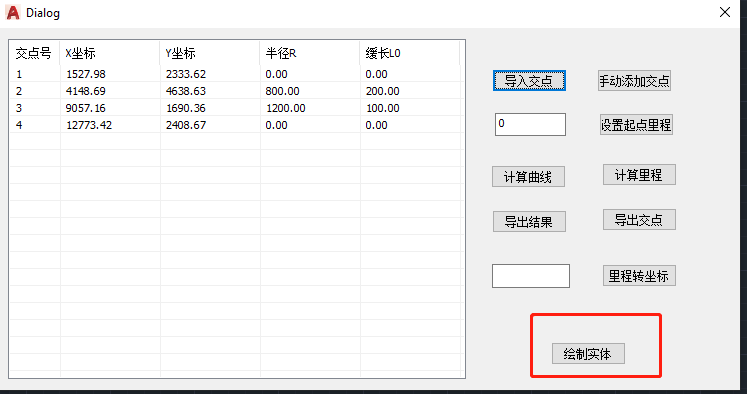 Dialog
交点号 X坐标 Y坐标 半径R 缓长L0
1 1527.98 2333.62 0.00 0.00
2 4148.69 4638.63 800.00 200.00
3 9057.16 1690.36 1200.00 100.00
4 12773.42 2408.67 0.00 0.00
导入交点 手动添加交点
0 设置起点里程
计算曲线 计算里程
导出结果 导出交点
里程转坐标
绘制实体